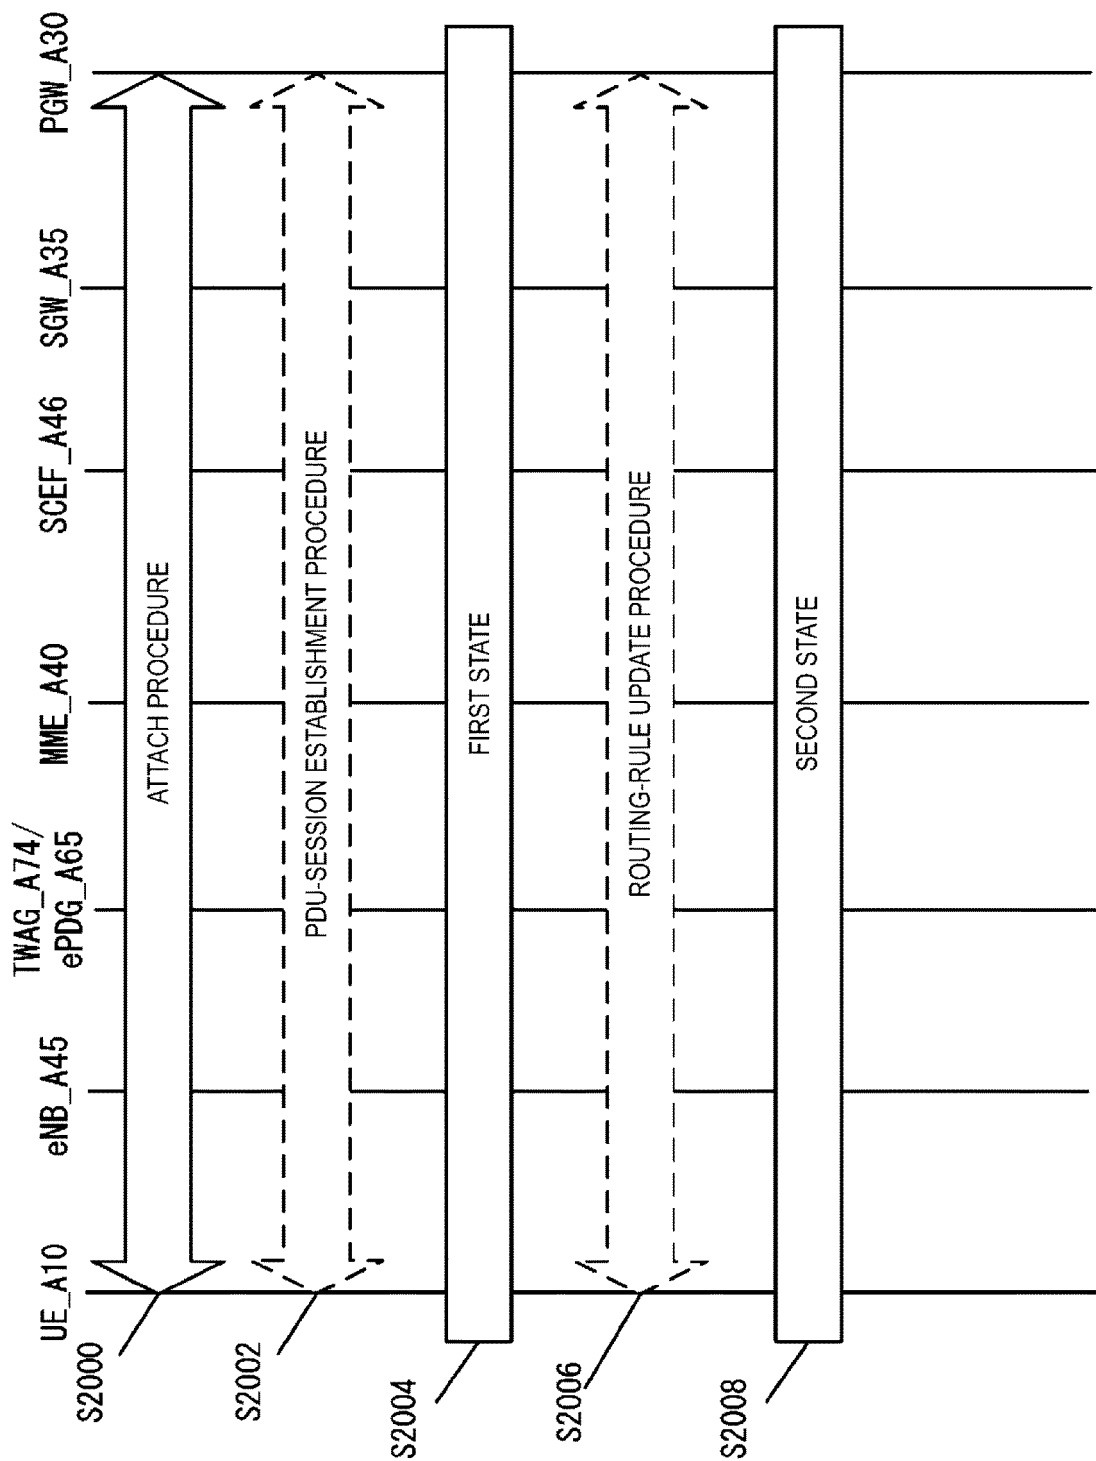 UE_A10
eNB_A45
TWAG_A74/
ePDG_A65
MME_A40
SCEF_A46
SGW_A35
PGW_A30
S2000
ATTACH PROCEDURE
S2002
PDU-SESSION ESTABLISHMENT PROCEDURE
S2004
FIRST STATE
S2006
ROUTING-RULE UPDATE PROCEDURE
S2008
SECOND STATE